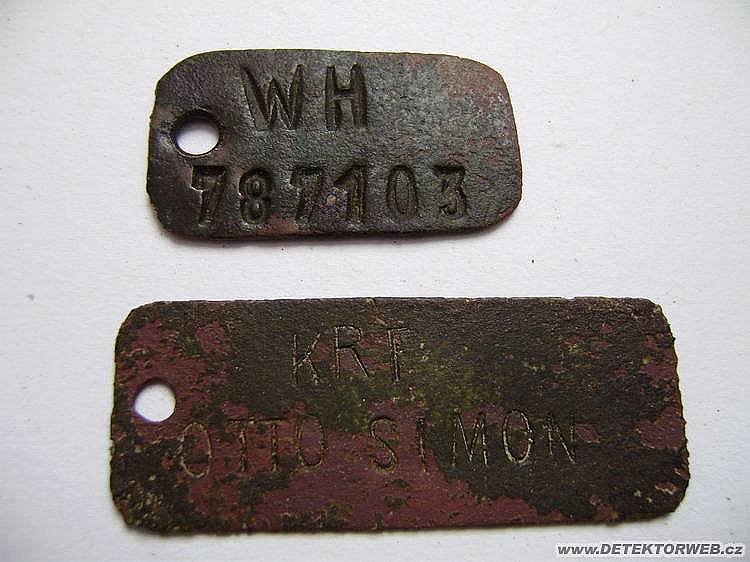 WH
787103
KRF
OTTO SIMON
www.DETEKTORWEB.cz